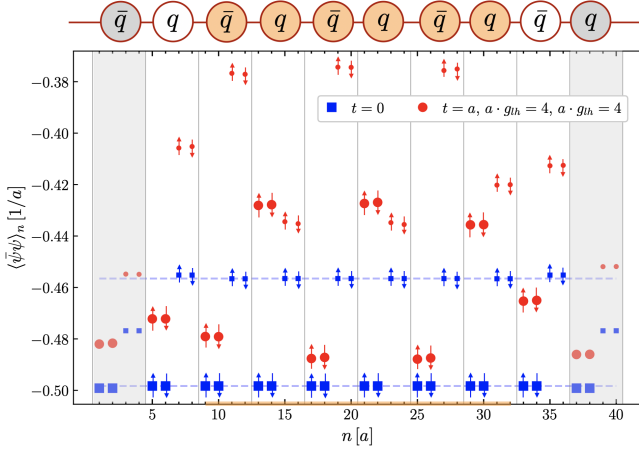 q̄ q q̄ q q̄ q q̄ q q̄ q
−0.38
−0.40
−0.42
−0.44
−0.46
−0.48
−0.50
⟨ψ̄ψ⟩ₙ [1/a]
t = 0
t = a, a · g_{lh} = 4, a · g_{lh} = 4
5 10 15 20 25 30 35 40
n [a]